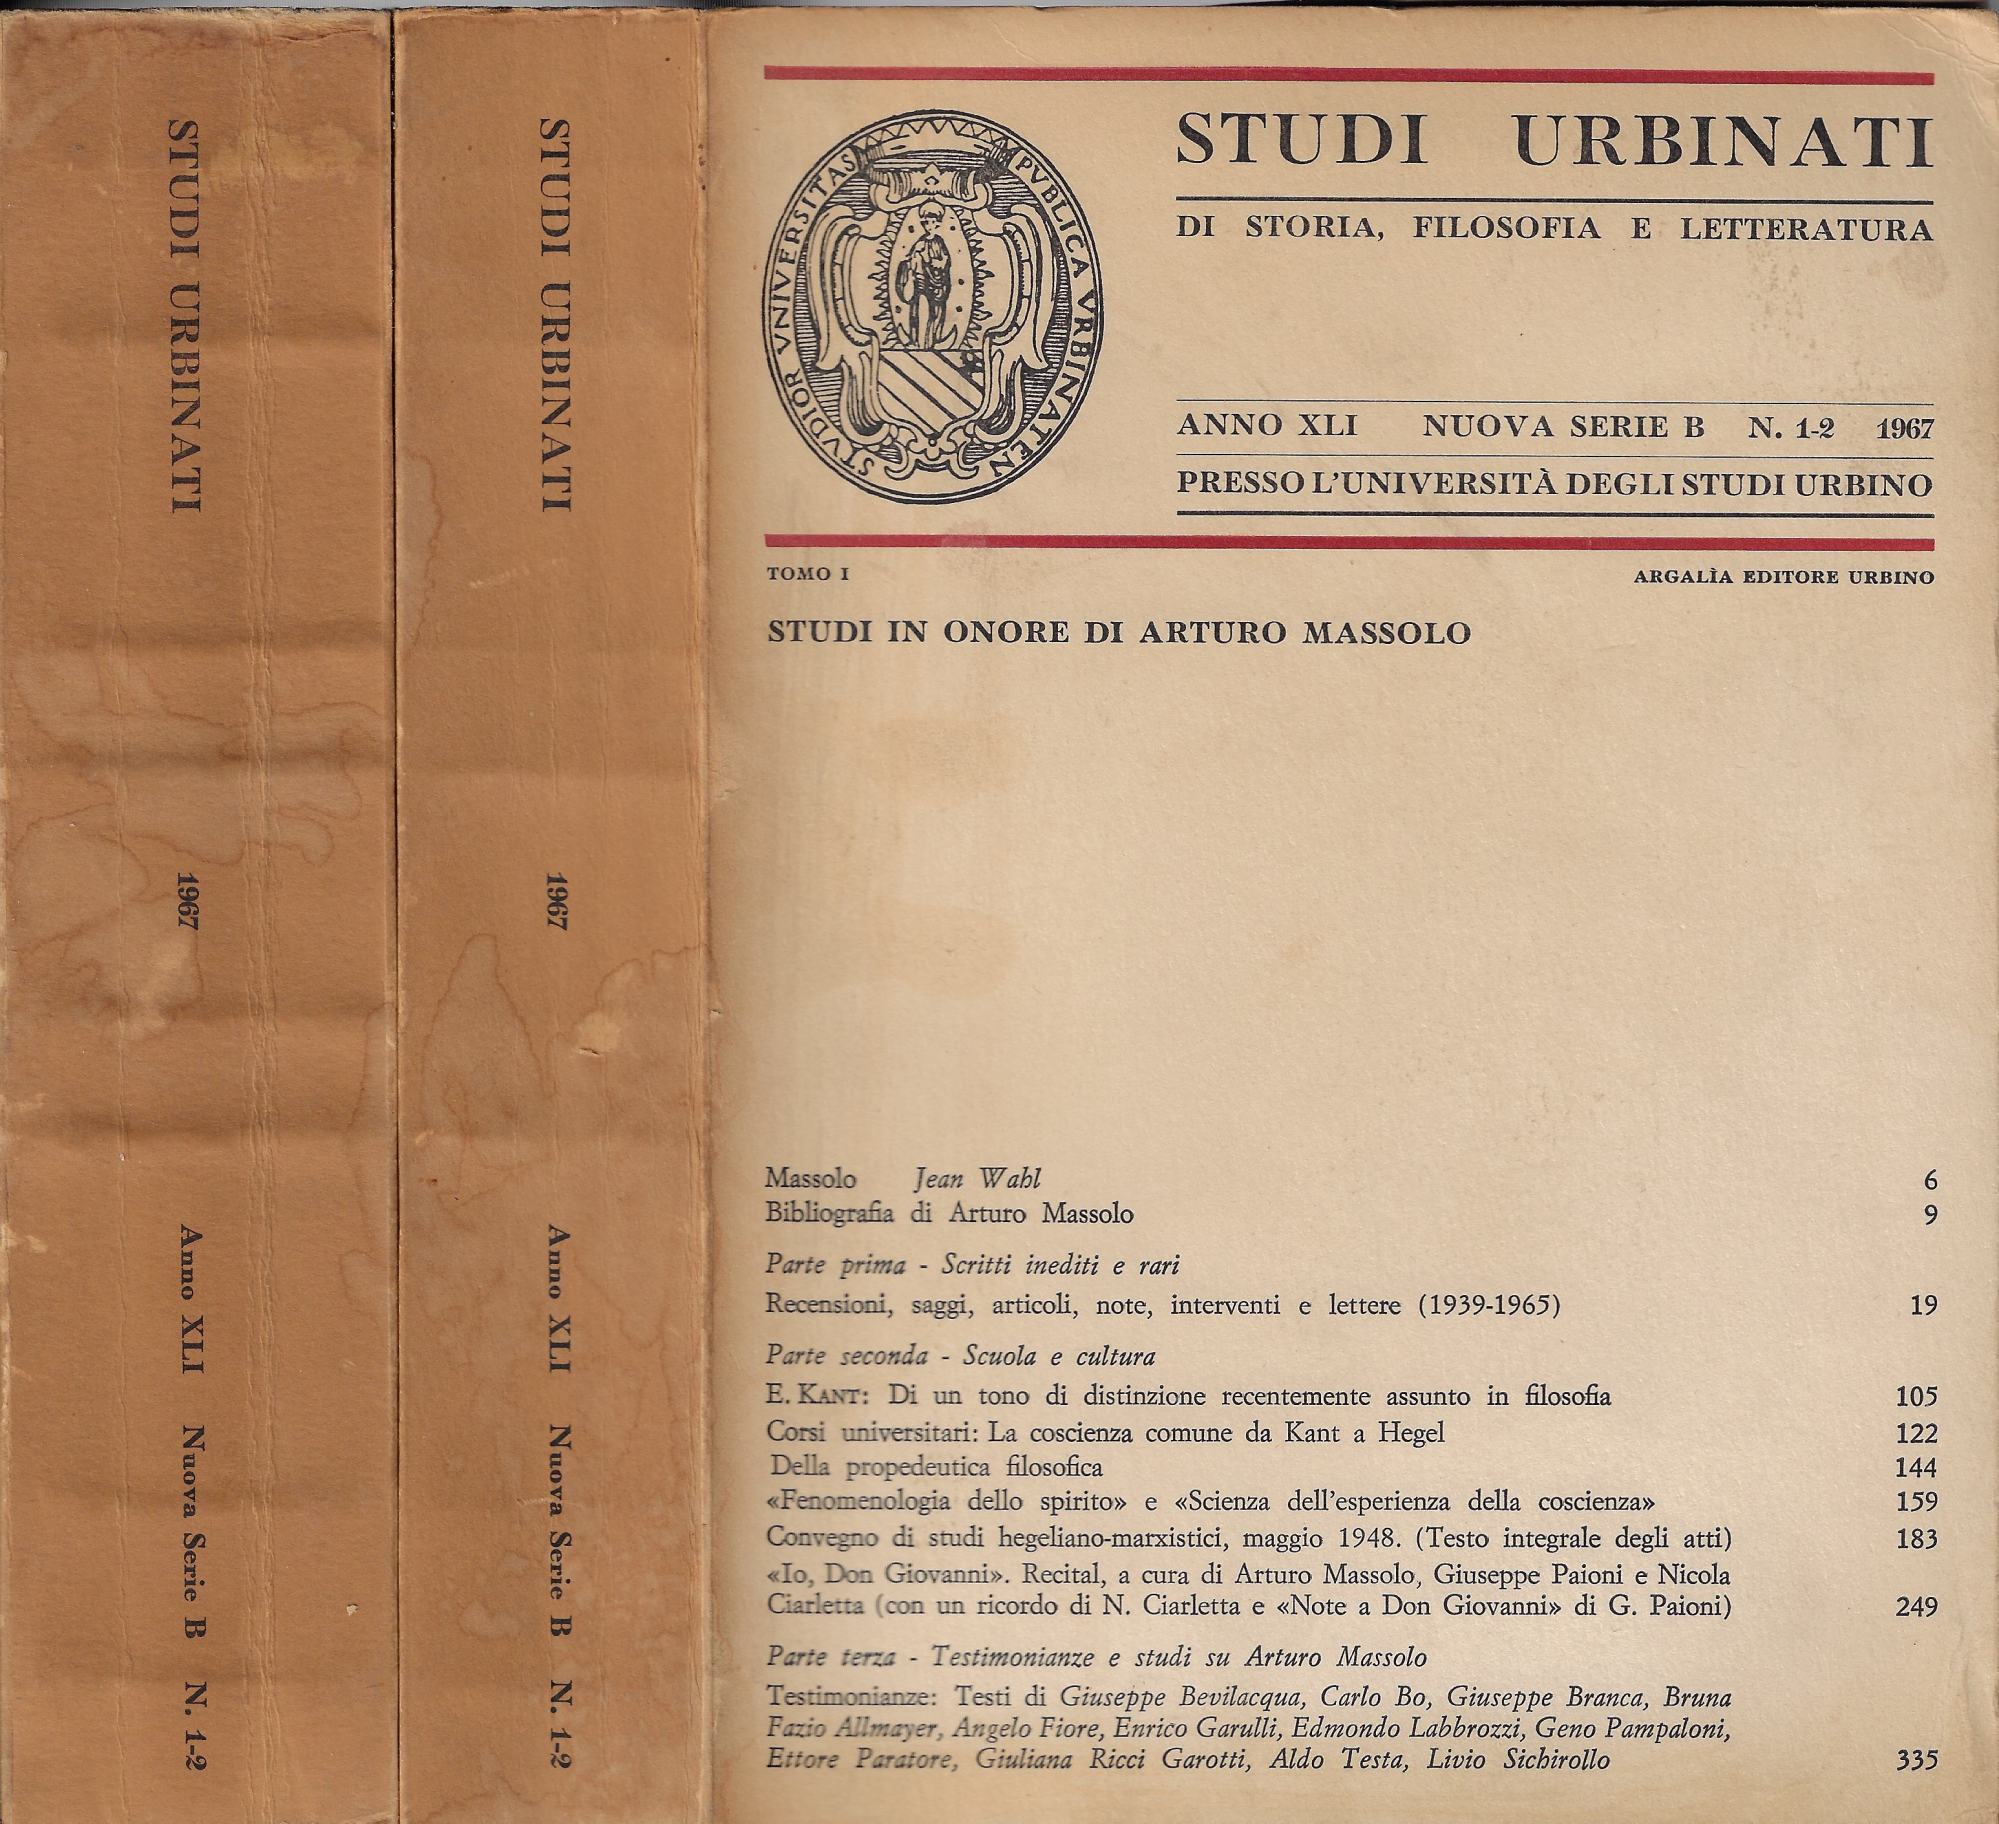 STUDI URBINATI
1967
Anno XLI Nuova Serie B N. 1-2
STUDI URBINATI
1967
Anno XLI Nuova Serie B N. 1-2
STVDIOR VNIVERSITAS PVBLICA VRBINATEN
STUDI URBINATI
DI STORIA, FILOSOFIA E LETTERATURA
ANNO XLI NUOVA SERIE B N. 1-2 1967
PRESSO L'UNIVERSITÀ DEGLI STUDI URBINO
TOMO I ARGALÌA EDITORE URBINO
STUDI IN ONORE DI ARTURO MASSOLO
Massolo Jean Wahl 6
Bibliografia di Arturo Massolo 9
Parte prima - Scritti inediti e rari
Recensioni, saggi, articoli, note, interventi e lettere (1939-1965) 19
Parte seconda - Scuola e cultura
E. KANT: Di un tono di distinzione recentemente assunto in filosofia 105
Corsi universitari: La coscienza comune da Kant a Hegel 122
Della propedeutica filosofica 144
«Fenomenologia dello spirito» e «Scienza dell'esperienza della coscienza» 159
Convegno di studi hegeliano-marxistici, maggio 1948. (Testo integrale degli atti) 183
«Io, Don Giovanni». Recital, a cura di Arturo Massolo, Giuseppe Paioni e Nicola
Ciarletta (con un ricordo di N. Ciarletta e «Note a Don Giovanni» di G. Paioni) 249
Parte terza - Testimonianze e studi su Arturo Massolo
Testimonianze: Testi di Giuseppe Bevilacqua, Carlo Bo, Giuseppe Branca, Bruna
Fazio Allmayer, Angelo Fiore, Enrico Garulli, Edmondo Labbrozzi, Geno Pampaloni,
Ettore Paratore, Giuliana Ricci Garotti, Aldo Testa, Livio Sichirollo 335